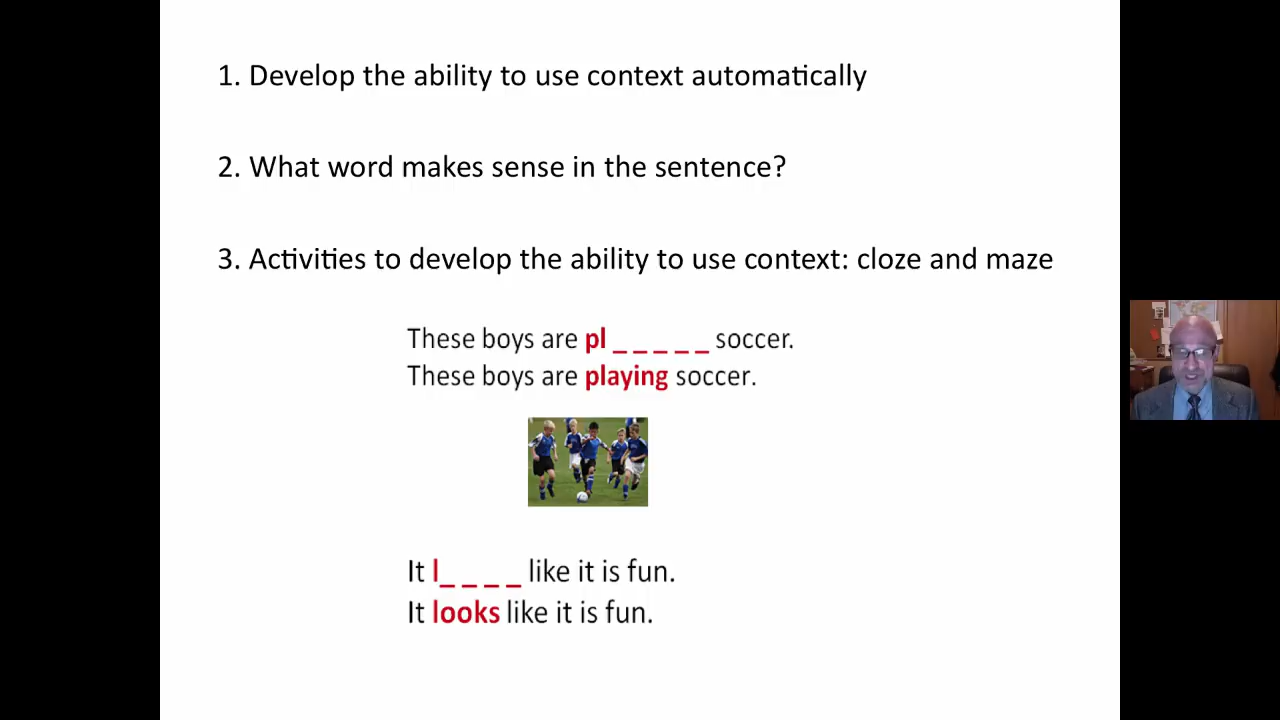 1. Develop the ability to use context automatically
2. What word makes sense in the sentence?
3. Activities to develop the ability to use context: cloze and maze
These boys are pl _ _ _ _ _ soccer.
These boys are playing soccer.
It l_ _ _ _ like it is fun.
It looks like it is fun.